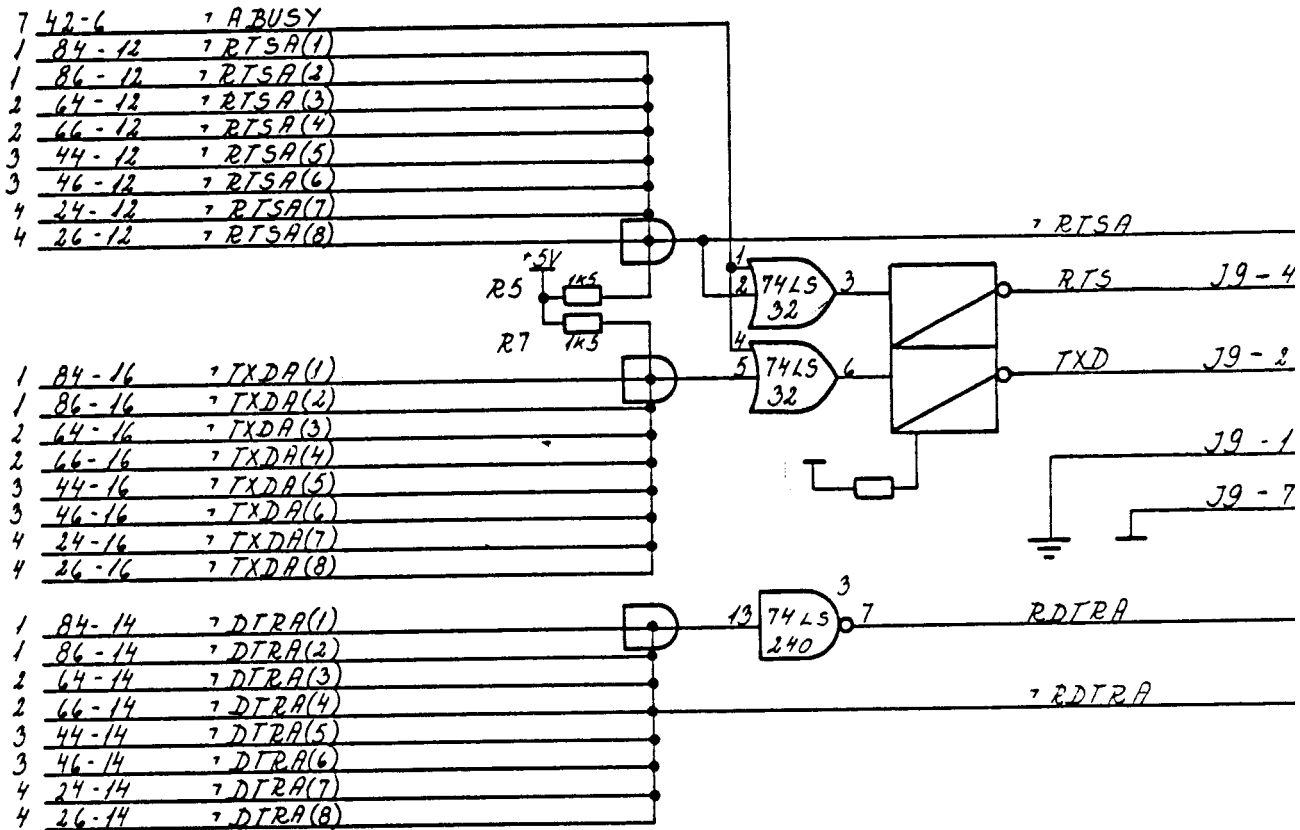 7 42-6 ¬ ABUSY
1 84-12 ¬ RTSA(1)
1 86-12 ¬ RTSA(2)
2 64-12 ¬ RTSA(3)
2 66-12 ¬ RTSA(4)
3 44-12 ¬ RTSA(5)
3 46-12 ¬ RTSA(6)
4 24-12 ¬ RTSA(7)
4 26-12 ¬ RTSA(8)
¬ RTSA
+5V
R5 1K5
R7 1K5
1
2
74LS
32
3
RTS J9-4
4
5
74LS
32
6
TXD J9-2
J9-1
J9-7
1 84-16 ¬ TXDA(1)
1 86-16 ¬ TXDA(2)
2 64-16 ¬ TXDA(3)
2 66-16 ¬ TXDA(4)
3 44-16 ¬ TXDA(5)
3 46-16 ¬ TXDA(6)
4 24-16 ¬ TXDA(7)
4 26-16 ¬ TXDA(8)
1 84-14 ¬ DTRA(1)
1 86-14 ¬ DTRA(2)
2 64-14 ¬ DTRA(3)
2 66-14 ¬ DTRA(4)
3 44-14 ¬ DTRA(5)
3 46-14 ¬ DTRA(6)
4 24-14 ¬ DTRA(7)
4 26-14 ¬ DTRA(8)
13
74LS
240
3
7
RDTRA
¬ RDTRA